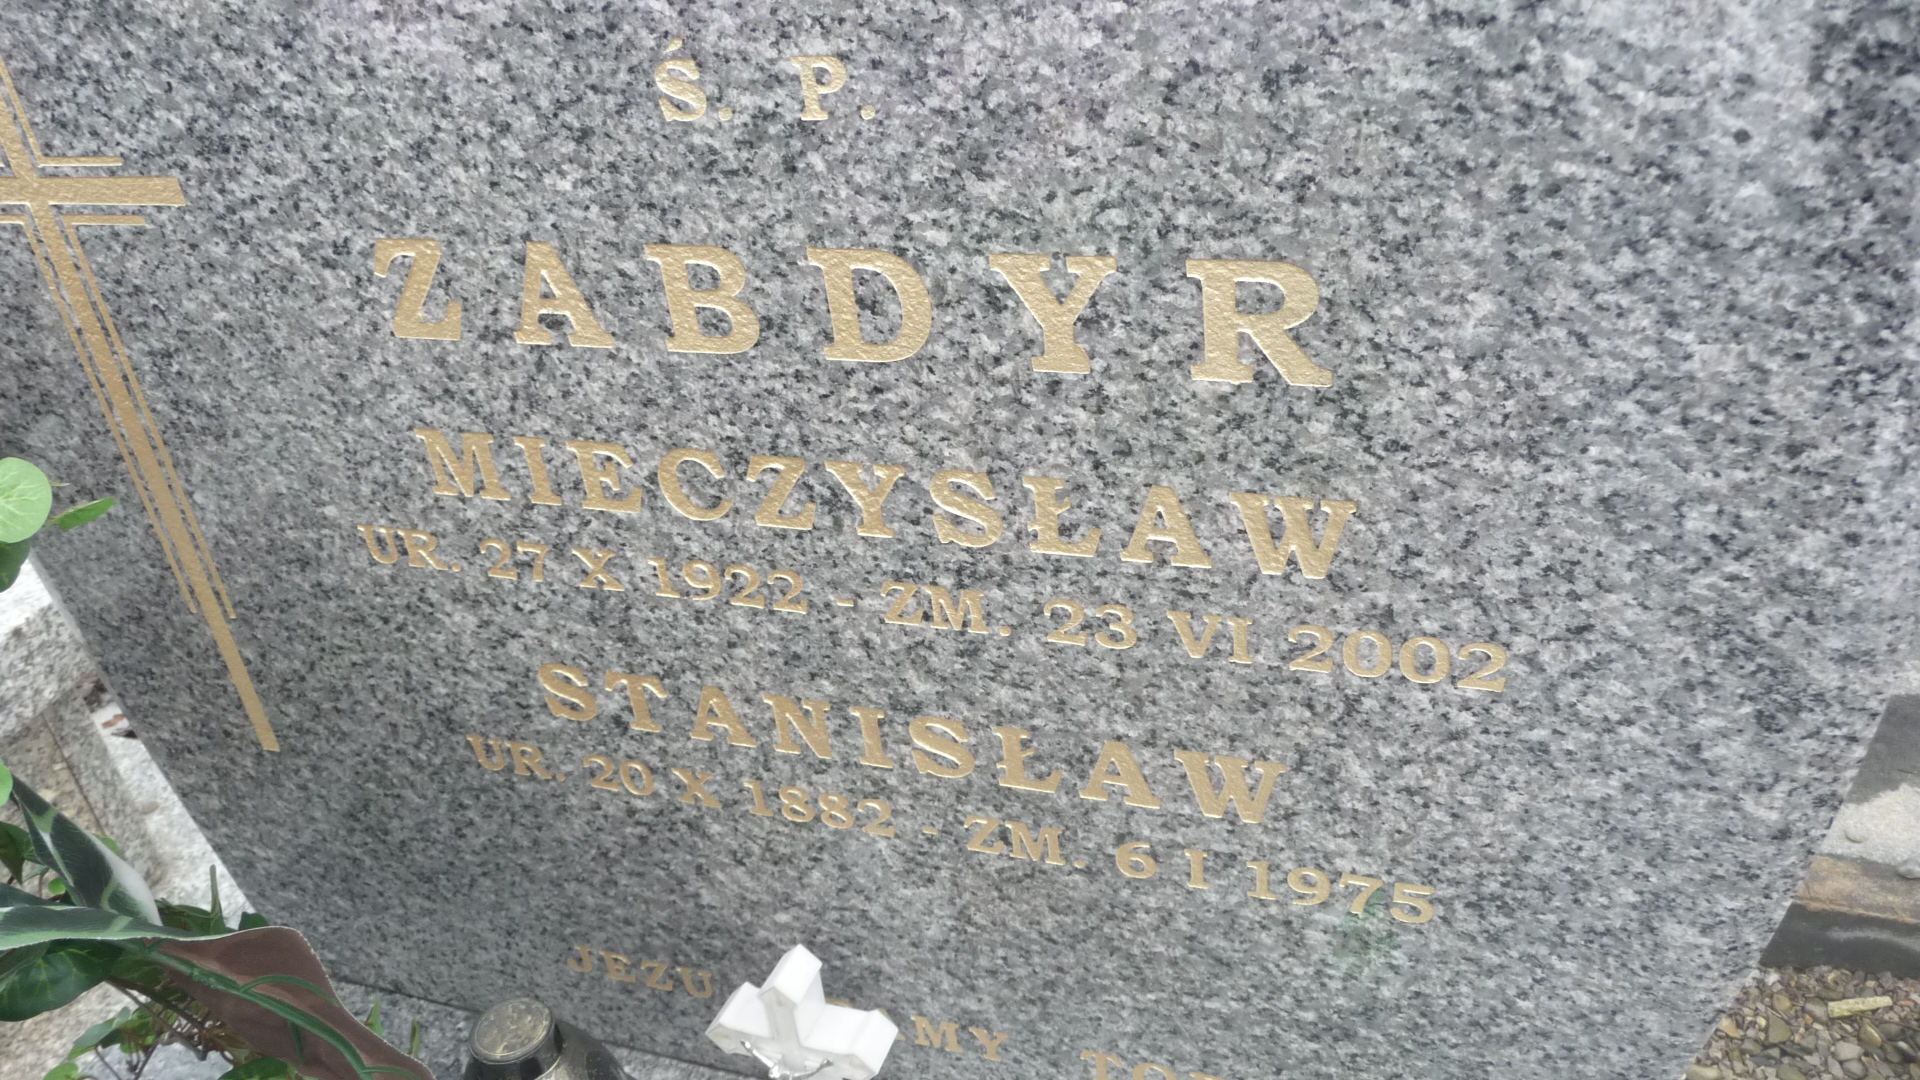 Ś. P.
ZABDYR
MIECZYSŁAW
UR. 27 X 1922 - ZM. 23 VI 2002
STANISŁAW
UR. 20 X 1882 - ZM. 6 I 1975
JEZU